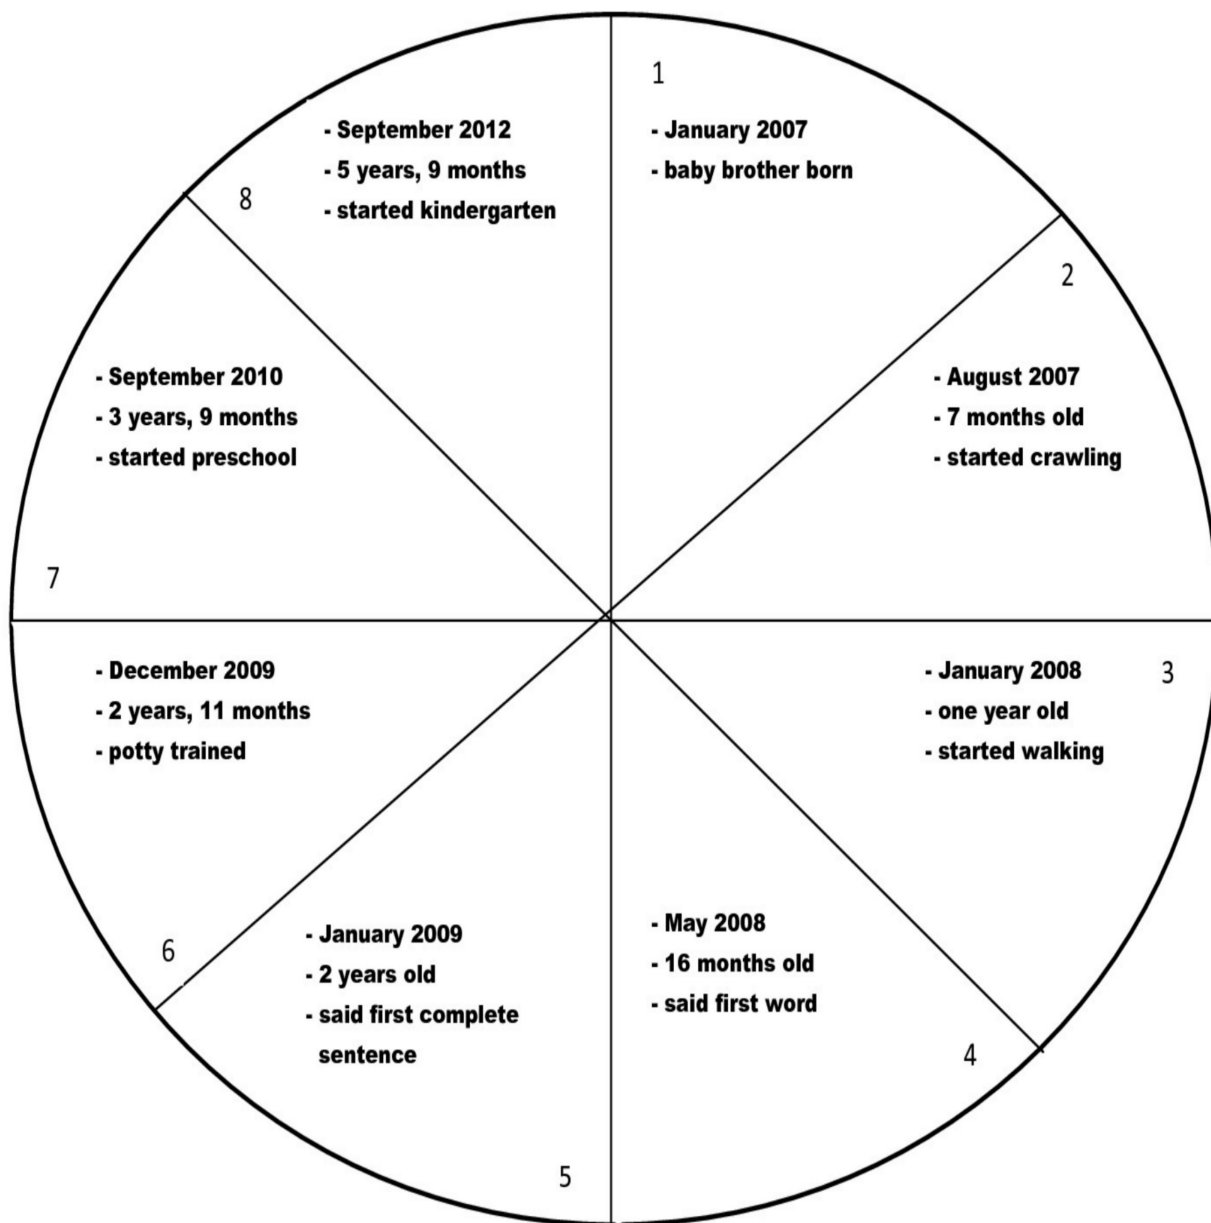 1
- January 2007
- baby brother born
2
- August 2007
- 7 months old
- started crawling
3
- January 2008
- one year old
- started walking
4
- May 2008
- 16 months old
- said first word
5
- January 2009
- 2 years old
- said first complete
sentence
6
- December 2009
- 2 years, 11 months
- potty trained
7
- September 2010
- 3 years, 9 months
- started preschool
8
- September 2012
- 5 years, 9 months
- started kindergarten